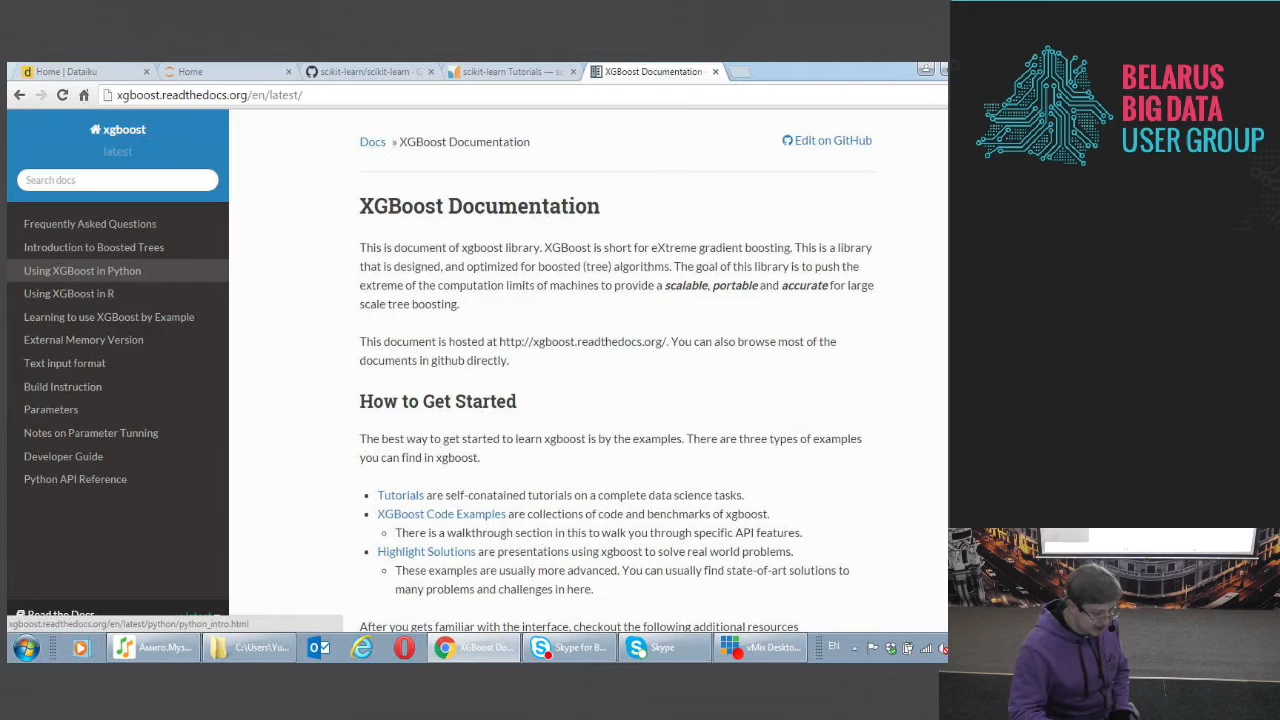 Home | Dataiku
Home
scikit-learn/scikit-learn · G
scikit-learn Tutorials — sc
XGBoost Documentation
xgboost.readthedocs.org/en/latest/
BELARUS
BIG DATA
USER GROUP
xgboost
latest
Search docs
Frequently Asked Questions
Introduction to Boosted Trees
Using XGBoost in Python
Using XGBoost in R
Learning to use XGBoost by Example
External Memory Version
Text input format
Build Instruction
Parameters
Notes on Parameter Tunning
Developer Guide
Python API Reference
Read the Docs
Docs » XGBoost Documentation
Edit on GitHub
XGBoost Documentation
This is document of xgboost library. XGBoost is short for eXtreme gradient boosting. This is a library
that is designed, and optimized for boosted (tree) algorithms. The goal of this library is to push the
extreme of the computation limits of machines to provide a scalable, portable and accurate for large
scale tree boosting.
This document is hosted at http://xgboost.readthedocs.org/. You can also browse most of the
documents in github directly.
How to Get Started
The best way to get started to learn xgboost is by the examples. There are three types of examples
you can find in xgboost.
Tutorials are self-conatained tutorials on a complete data science tasks.
XGBoost Code Examples are collections of code and benchmarks of xgboost.
There is a walkthrough section in this to walk you through specific API features.
Highlight Solutions are presentations using xgboost to solve real world problems.
These examples are usually more advanced. You can usually find state-of-art solutions to
many problems and challenges in here.
After you gets familiar with the interface, checkout the following additional resources
xgboost.readthedocs.org/en/latest/python/python_intro.html
Амиго.Муз...
C:\Users\Yu...
XGBoost Do...
Skype for B...
Skype
vMix Deskto...
EN